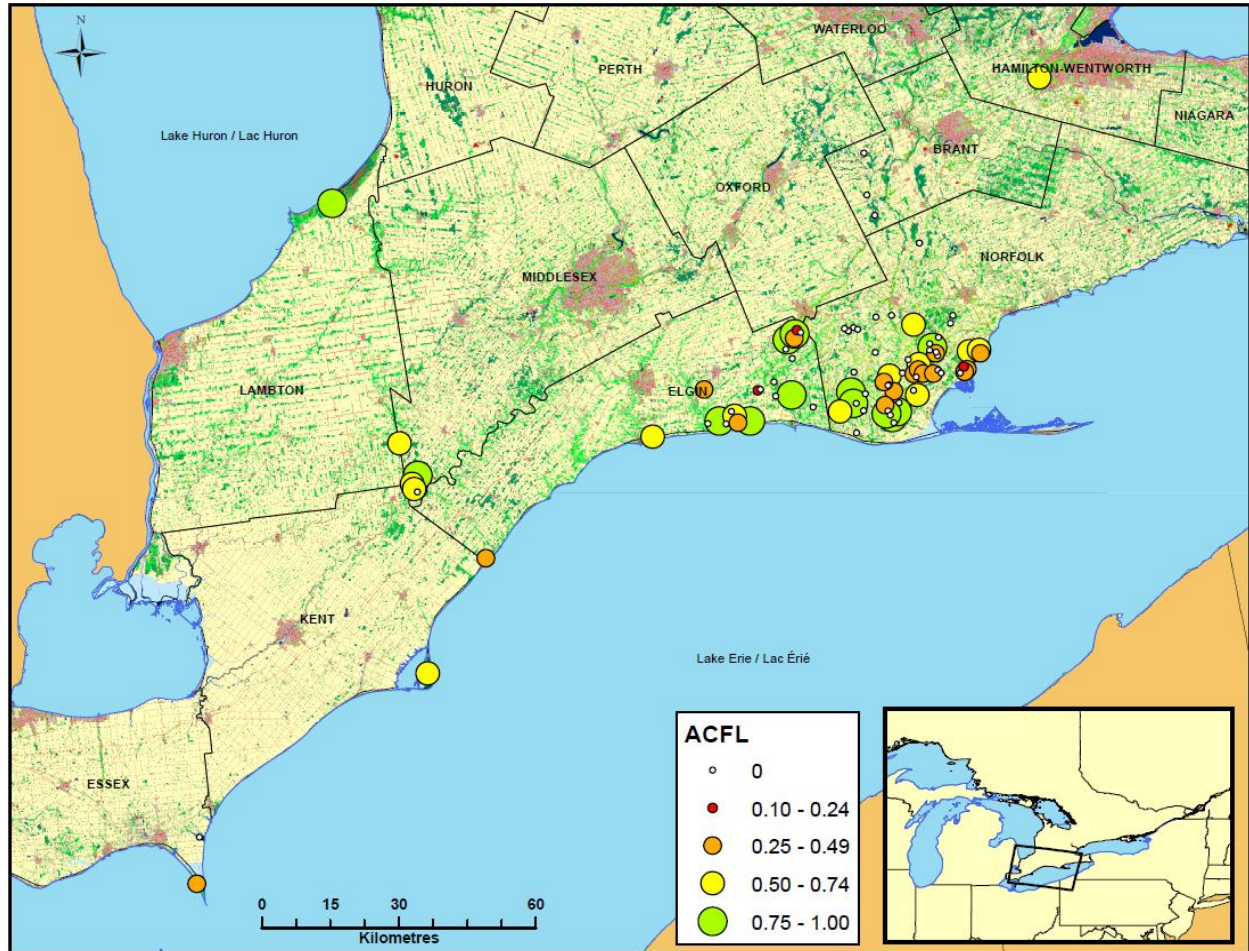 N
WATERLOO
PERTH
HAMILTON-WENTWORTH
HURON
Lake Huron / Lac Huron
NIAGARA
BRANT
OXFORD
NORFOLK
MIDDLESEX
LAMBTON
ELGIN
KENT
Lake Erie / Lac Érié
ESSEX
ACFL
0
0.10 - 0.24
0.25 - 0.49
0.50 - 0.74
0.75 - 1.00
0 15 30 60
Kilometres